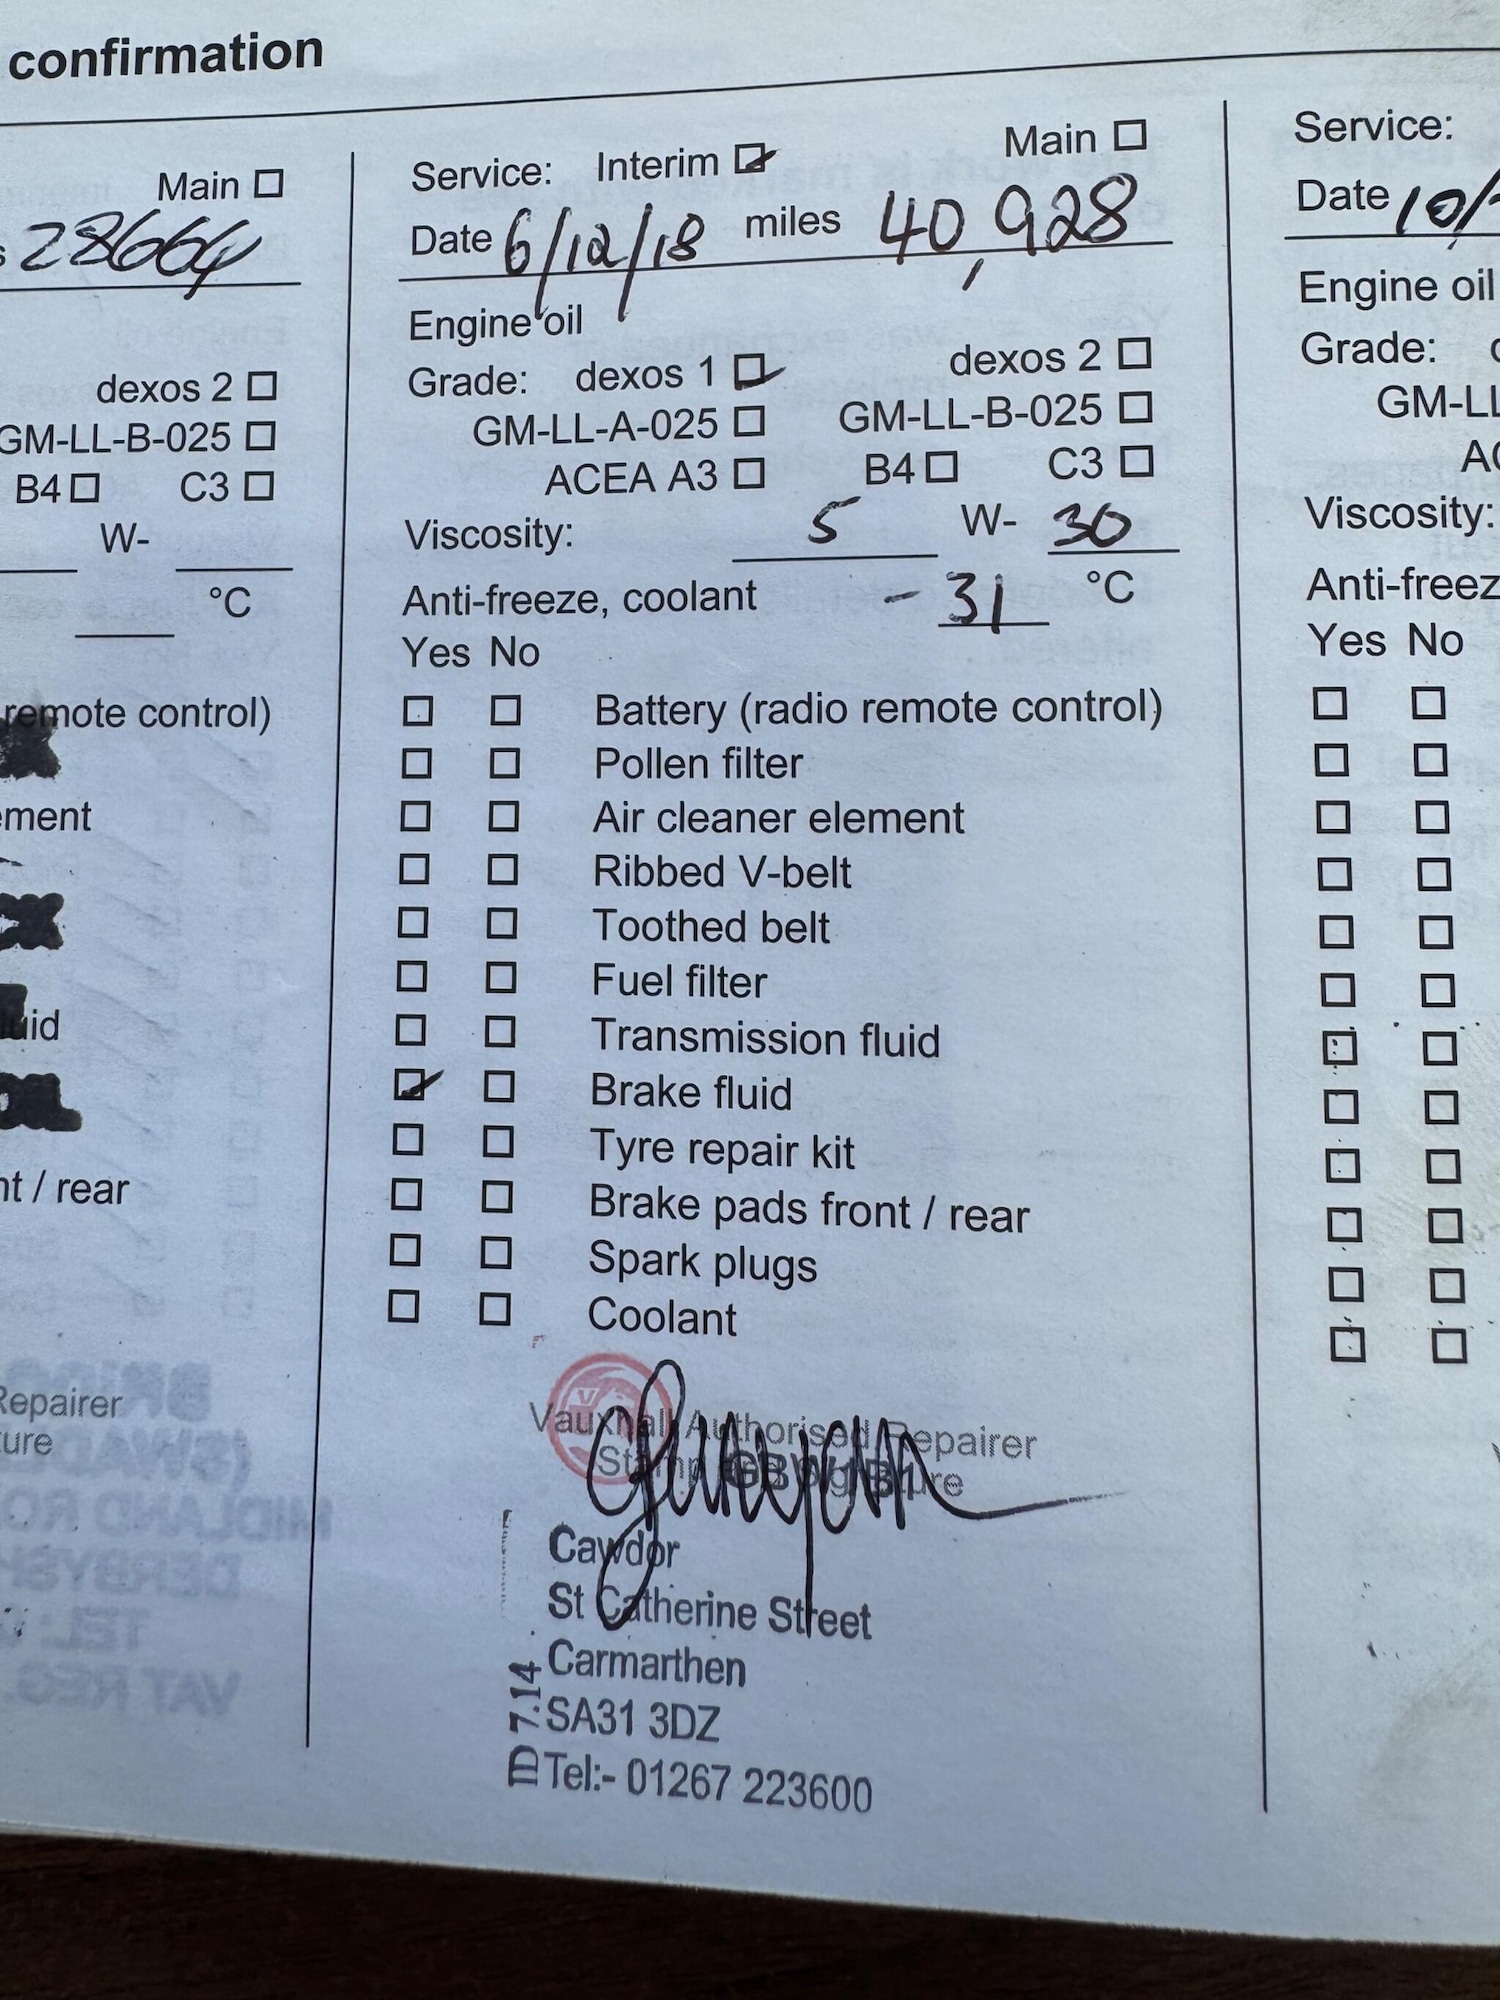 confirmation
Main
28664
dexos 2
GM-LL-B-025
B4 C3
W-
°C
remote control)
ement
uid
nt / rear
Repairer
ture
Service: Interim Main
Date 6/12/18 miles 40,928
Engine oil
Grade: dexos 1 dexos 2
GM-LL-A-025 GM-LL-B-025
ACEA A3 B4 C3
Viscosity: 5 W- 30
Anti-freeze, coolant - 31 °C
Yes No
Battery (radio remote control)
Pollen filter
Air cleaner element
Ribbed V-belt
Toothed belt
Fuel filter
Transmission fluid
Brake fluid
Tyre repair kit
Brake pads front / rear
Spark plugs
Coolant
Vauxhall Authorised Repairer
Stamp
Cawdor
St Catherine Street
Carmarthen
SA31 3DZ
Tel:- 01267 223600
ID 7.14
Service:
Date 10/
Engine oil
Grade:
GM-LL
AC
Viscosity:
Anti-freez
Yes No